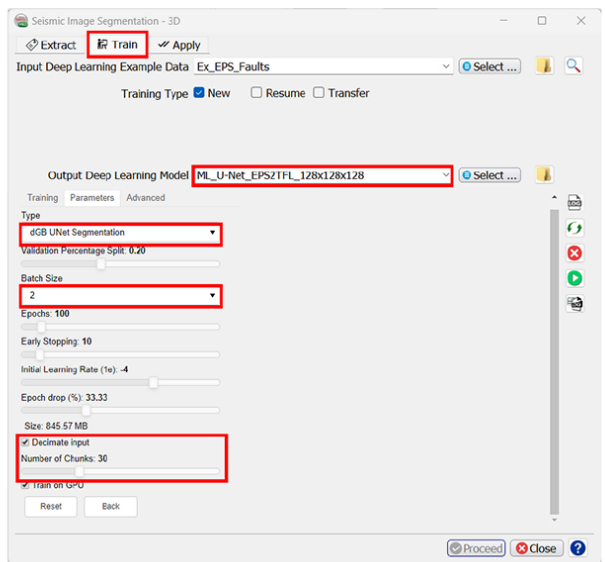 Seismic Image Segmentation - 3D
Extract Train Apply
Input Deep Learning Example Data Ex_EPS_Faults Select ...
Training Type New Resume Transfer
Output Deep Learning Model ML_U-Net_EPS2TFL_128x128x128 Select ...
Training Parameters Advanced
Type
dGB UNet Segmentation
Validation Percentage Split: 0.20
Batch Size
2
Epochs: 100
Early Stopping: 10
Initial Learning Rate (1e): -4
Epoch drop (%): 33.33
Size: 845.57 MB
Decimate input
Number of Chunks: 30
Train on GPU
Reset Back
Proceed Close ?